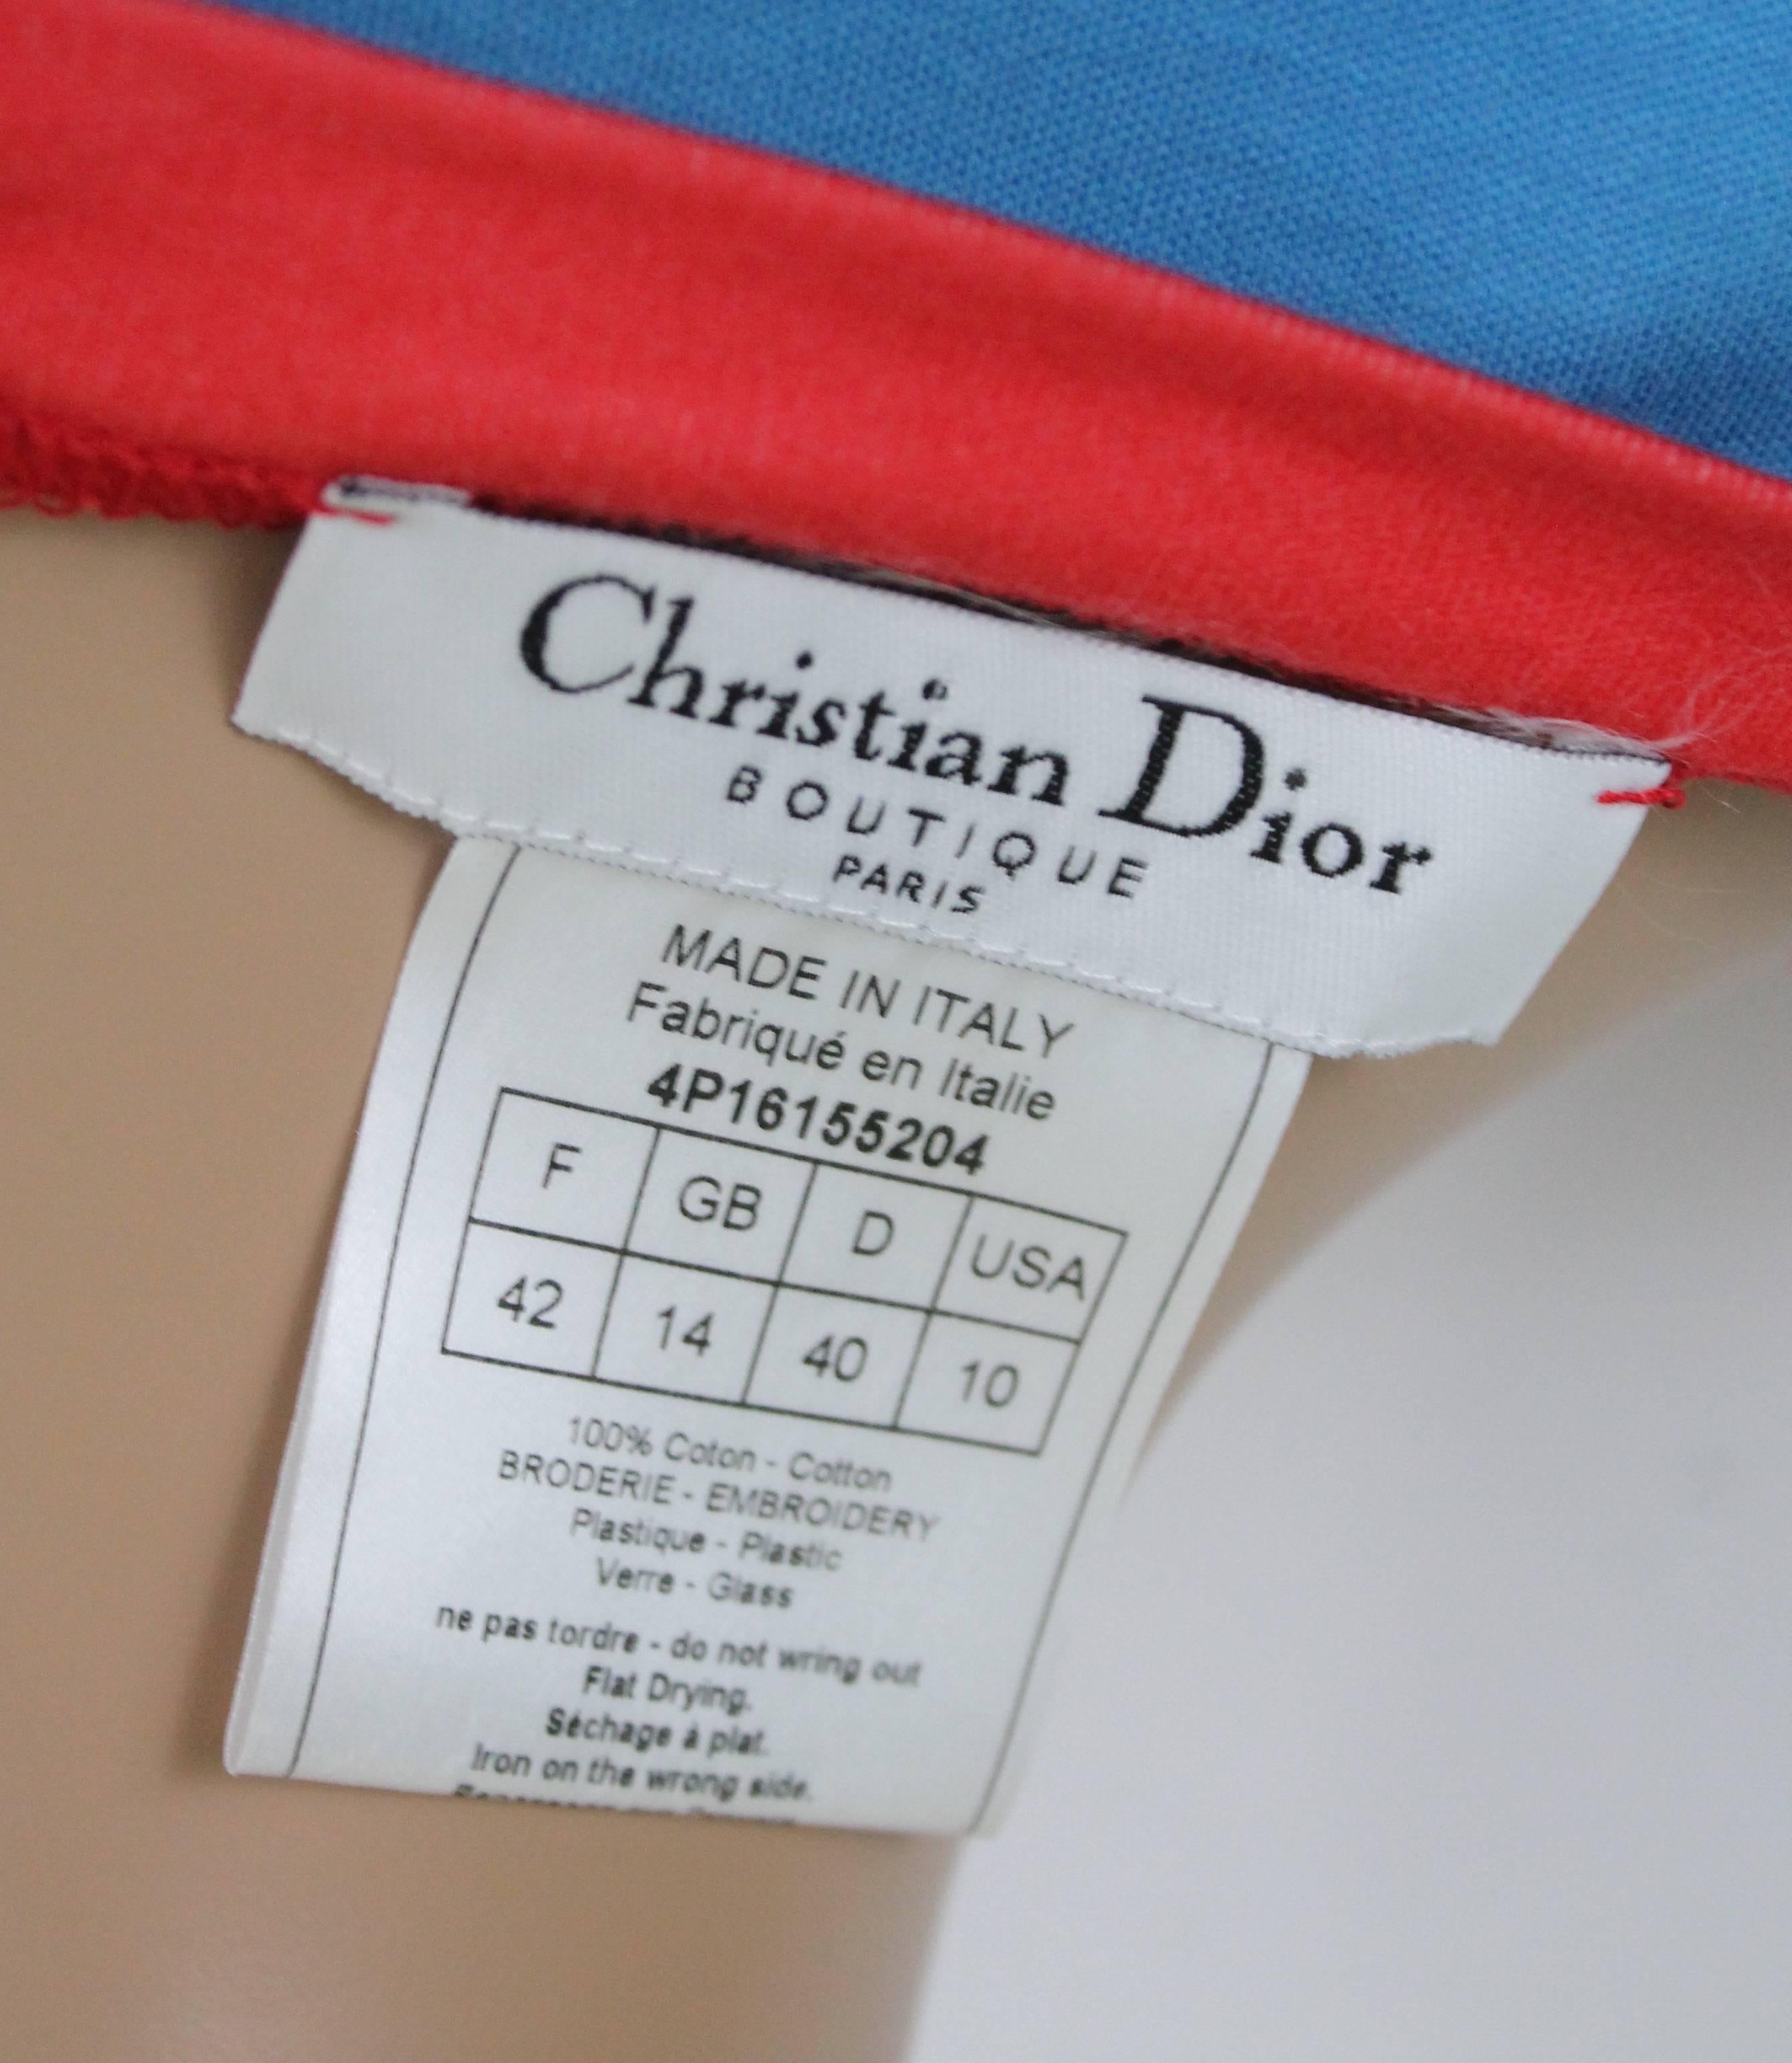 Christian Dior
BOUTIQUE
PARIS
MADE IN ITALY
Fabriqué en Italie
4P16155204
F GB D USA
42 14 40 10
100% Coton - Cotton
BRODERIE - EMBROIDERY
Plastique - Plastic
Verre - Glass
ne pas tordre - do not wring out
Flat Drying.
Séchage à plat.
Iron on the wrong side.